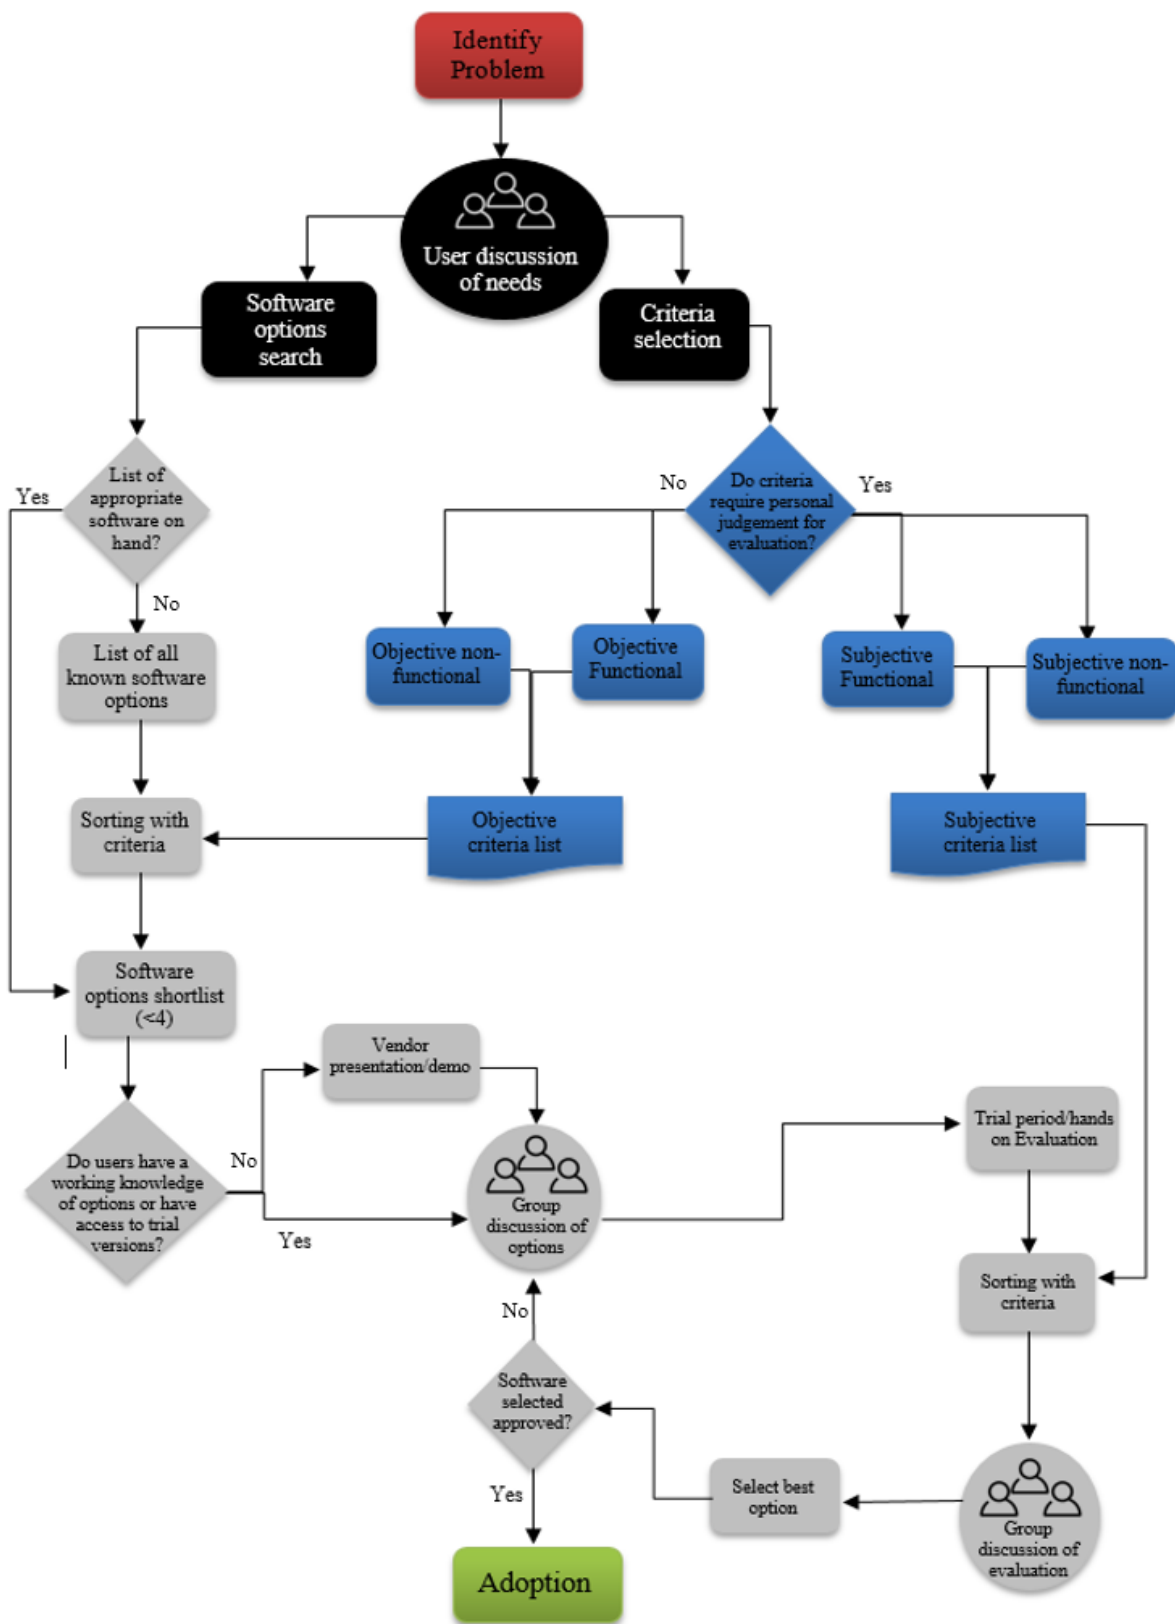 Identify
Problem
User discussion
of needs
Software
options
search
Criteria
selection
List of
appropriate
software on
hand?
Yes
No
Do criteria
require personal
judgement for
evaluation?
No
Yes
List of all
known software
options
Objective non-
functional
Objective
Functional
Subjective
Functional
Subjective non-
functional
Sorting with
criteria
Objective
criteria list
Subjective
criteria list
Software
options shortlist
(<4)
Vendor
presentation/demo
Do users have a
working knowledge
of options or have
access to trial
versions?
No
Yes
Group
discussion of
options
Trial period/hands
on Evaluation
Sorting with
criteria
No
Software
selected
approved?
Yes
Select best
option
Group
discussion of
evaluation
Adoption